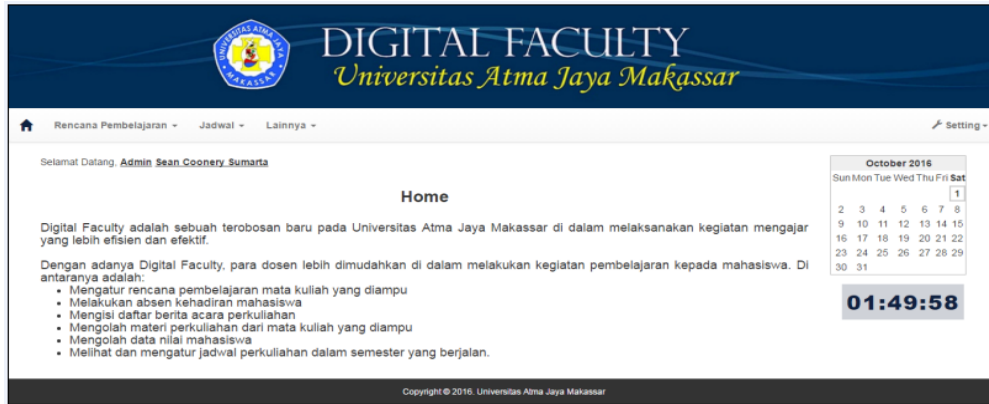 UNIVERSITAS ATMA JAYA
MAKASSAR
DIGITAL FACULTY
Universitas Atma Jaya Makassar
Rencana Pembelajaran Jadwal Lainnya Setting
Selamat Datang, Admin Sean Coonery Sumarta
Home
Digital Faculty adalah sebuah terobosan baru pada Universitas Atma Jaya Makassar di dalam melaksanakan kegiatan mengajar
yang lebih efisien dan efektif.
Dengan adanya Digital Faculty, para dosen lebih dimudahkan di dalam melakukan kegiatan pembelajaran kepada mahasiswa. Di
antaranya adalah:
• Mengatur rencana pembelajaran mata kuliah yang diampu
• Melakukan absen kehadiran mahasiswa
• Mengisi daftar berita acara perkuliahan
• Mengolah materi perkuliahan dari mata kuliah yang diampu
• Mengolah data nilai mahasiswa
• Melihat dan mengatur jadwal perkuliahan dalam semester yang berjalan.
October 2016
Sun Mon Tue Wed Thu Fri Sat
1
2 3 4 5 6 7 8
9 10 11 12 13 14 15
16 17 18 19 20 21 22
23 24 25 26 27 28 29
30 31
01:49:58
Copyright © 2016. Universitas Atma Jaya Makassar